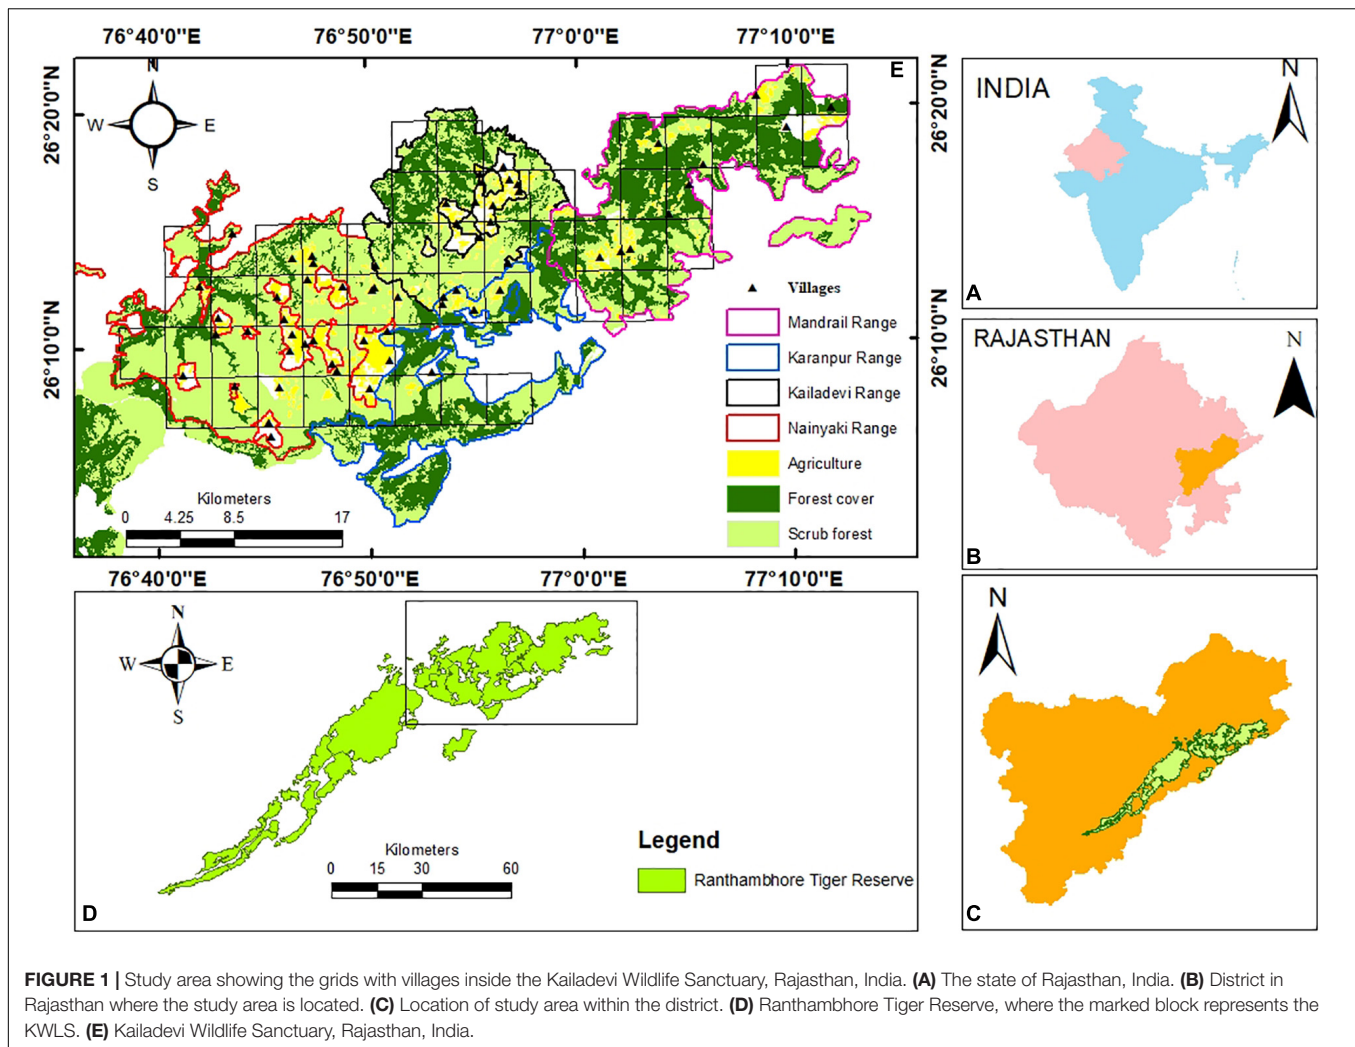 76°40'0"E 76°50'0"E 77°0'0"E 77°10'0"E
E
N
W E
S
26°20'0"N
26°10'0"N
26°20'0"N
26°10'0"N
Villages
Mandrail Range
Karanpur Range
Kailadevi Range
Nainyaki Range
Agriculture
Forest cover
Scrub forest
Kilometers
0 4.25 8.5 17
76°40'0"E 76°50'0"E 77°0'0"E 77°10'0"E
INDIA
N
A
RAJASTHAN
N
B
N
C
N
W E
S
Kilometers
0 15 30 60
Legend
Ranthambhore Tiger Reserve
D
FIGURE 1 | Study area showing the grids with villages inside the Kailadevi Wildlife Sanctuary, Rajasthan, India. (A) The state of Rajasthan, India. (B) District in
Rajasthan where the study area is located. (C) Location of study area within the district. (D) Ranthambhore Tiger Reserve, where the marked block represents the
KWLS. (E) Kailadevi Wildlife Sanctuary, Rajasthan, India.